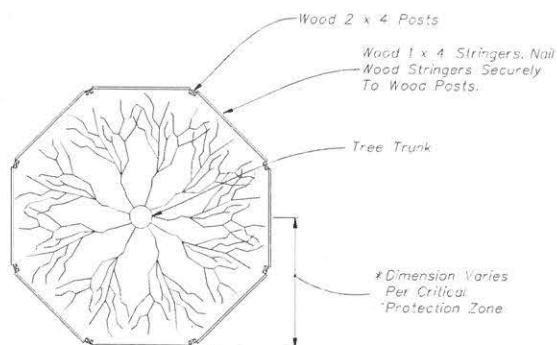 Wood 2 x 4 Posts
Wood 1 x 4 Stringers. Nail
Wood Stringers Securely
To Wood Posts.
Tree Trunk
*Dimension Varies
Per Critical
Protection Zone